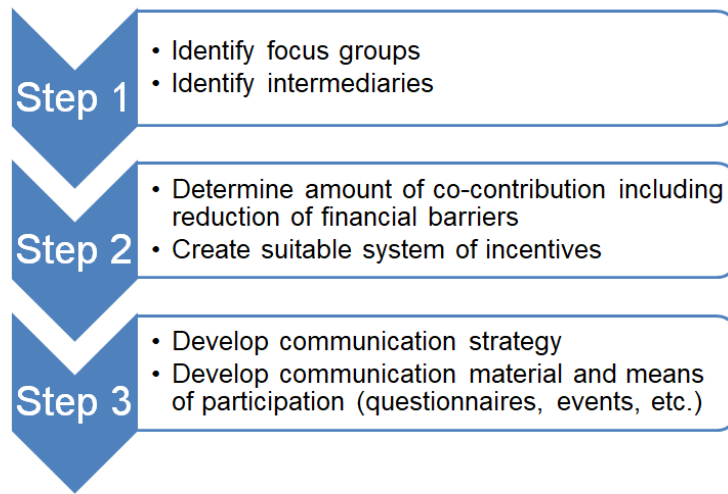 Step 1
• Identify focus groups
• Identify intermediaries
Step 2
• Determine amount of co-contribution including
reduction of financial barriers
• Create suitable system of incentives
Step 3
• Develop communication strategy
• Develop communication material and means
of participation (questionnaires, events, etc.)